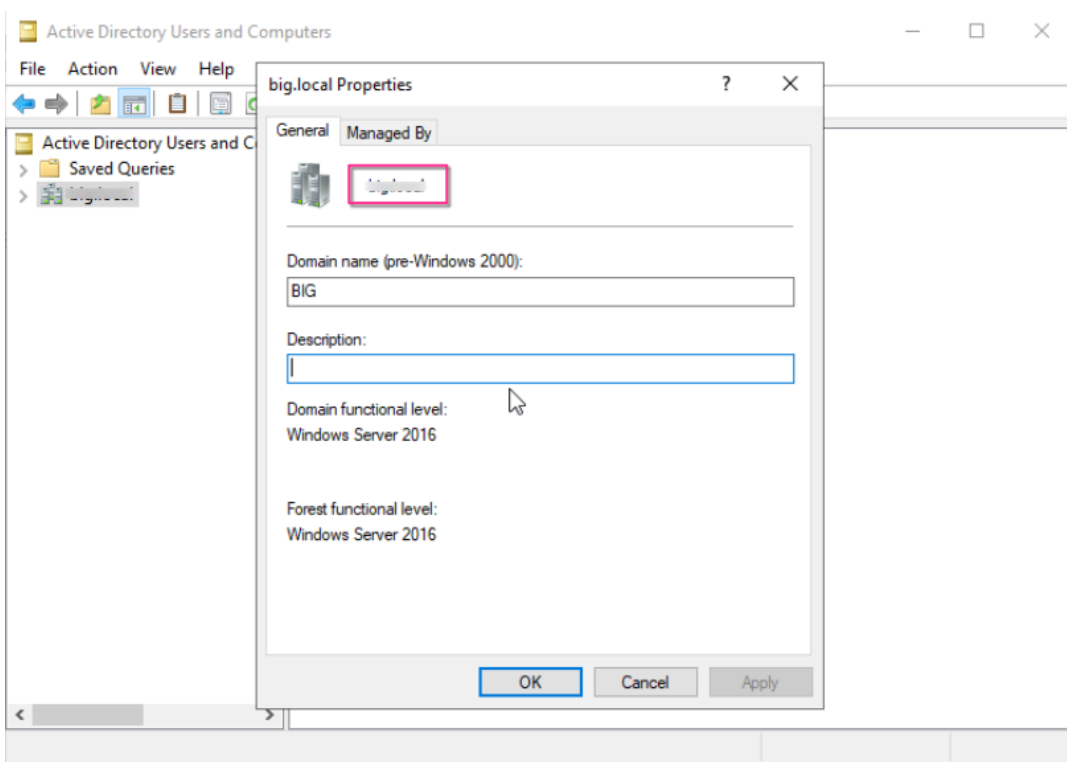 Active Directory Users and Computers
File Action View Help
Active Directory Users and C
Saved Queries
big.local Properties
?
General Managed By
Domain name (pre-Windows 2000):
BIG
Description:
Domain functional level:
Windows Server 2016
Forest functional level:
Windows Server 2016
OK Cancel Apply